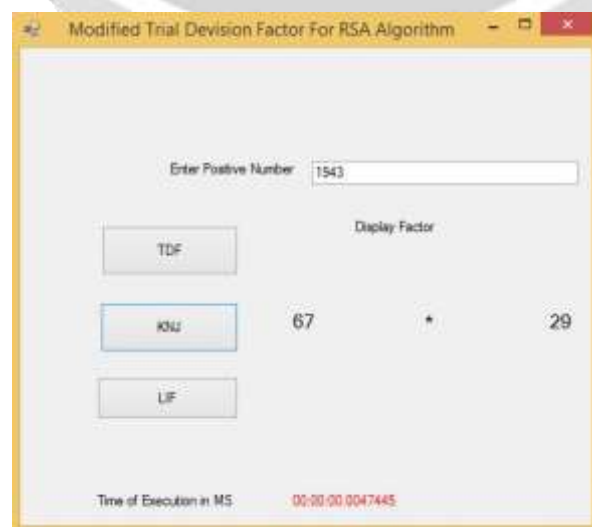 Modified Trial Devision Factor For RSA Algorithm
Enter Positive Number 1943
Display Factor
TDF
KNJ 67 * 29
LIF
Time of Execution in MS 00:00:00.0047445